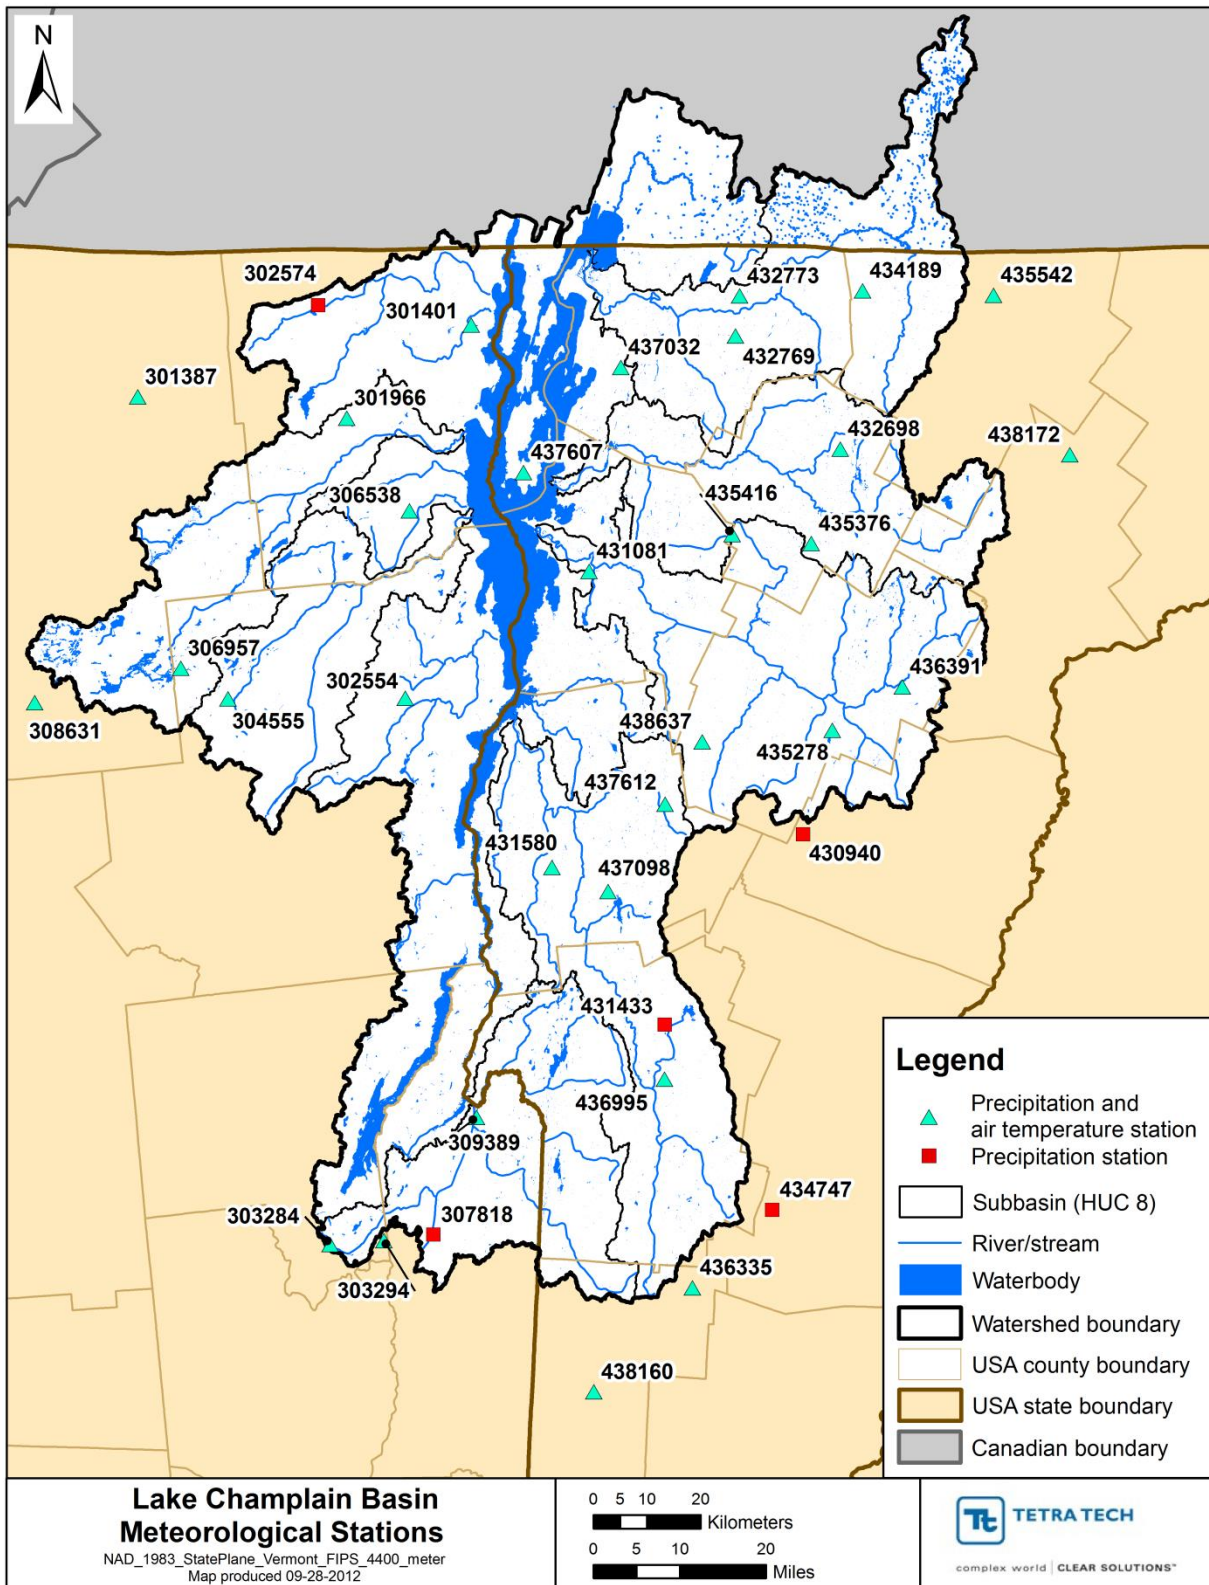 N
302574
301401
432773
434189
435542
437032
432769
301387
301966
432698
438172
437607
306538
435416
435376
431081
306957
302554
436391
308631
304555
438637
435278
437612
431580
437098
430940
431433
436995
309389
303284
307818
434747
303294
436335
438160
Legend
Precipitation and
air temperature station
Precipitation station
Subbasin (HUC 8)
River/stream
Waterbody
Watershed boundary
USA county boundary
USA state boundary
Canadian boundary
Lake Champlain Basin
Meteorological Stations
NAD_1983_StatePlane_Vermont_FIPS_4400_meter
Map produced 09-28-2012
0 5 10 20
Kilometers
0 5 10 20
Miles
Tt TETRA TECH
complex world | CLEAR SOLUTIONS™